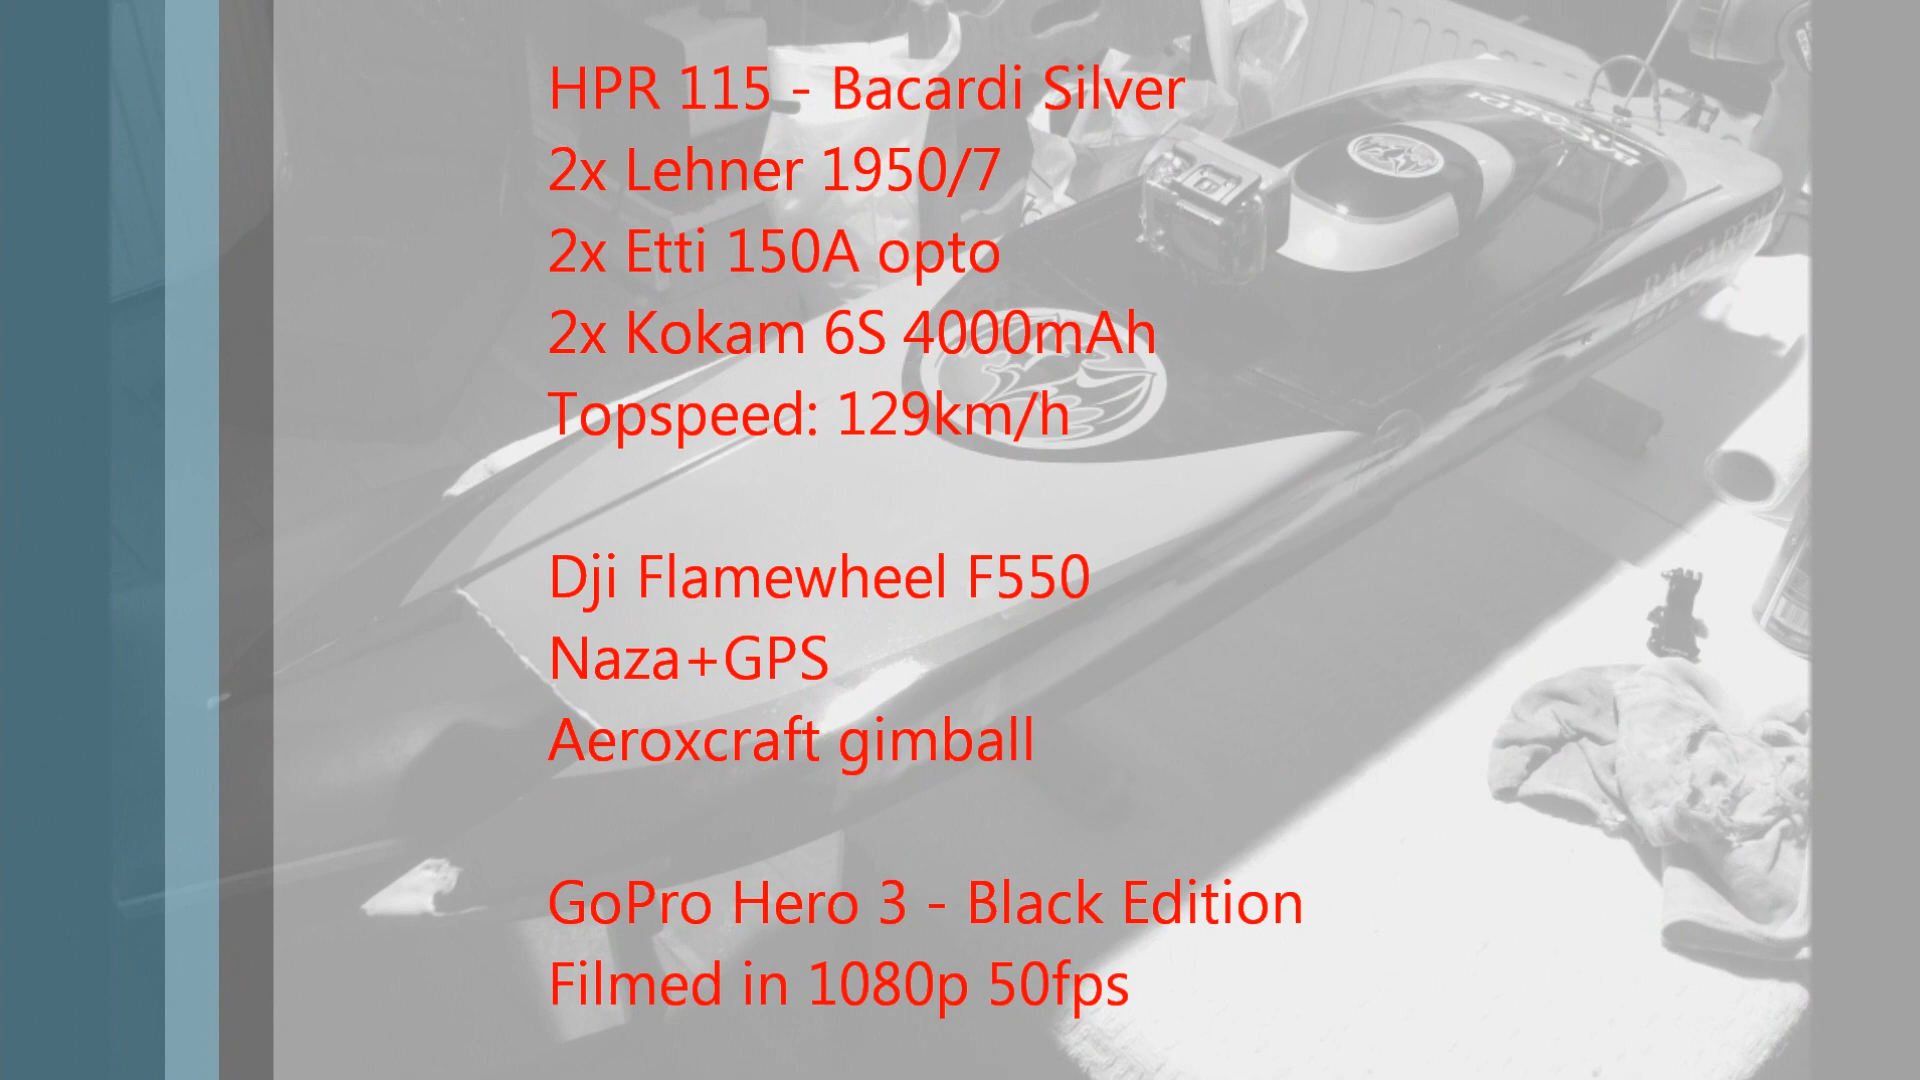 HPR 115 - Bacardi Silver
2x Lehner 1950/7
2x Etti 150A opto
2x Kokam 6S 4000mAh
Topspeed: 129km/h
Dji Flamewheel F550
Naza+GPS
Aeroxcraft gimball
GoPro Hero 3 - Black Edition
Filmed in 1080p 50fps
BACARDI